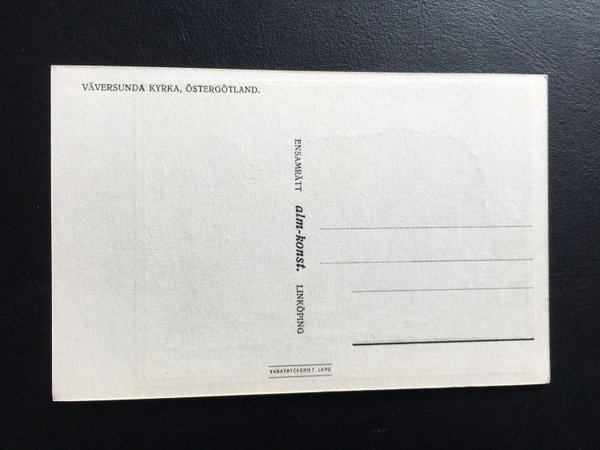 VÄVERSUNDA KYRKA, ÖSTERGÖTLAND.
ENSAMRÄTT alm-konst. LINKÖPING
VASATRYCKERIET, LKPG